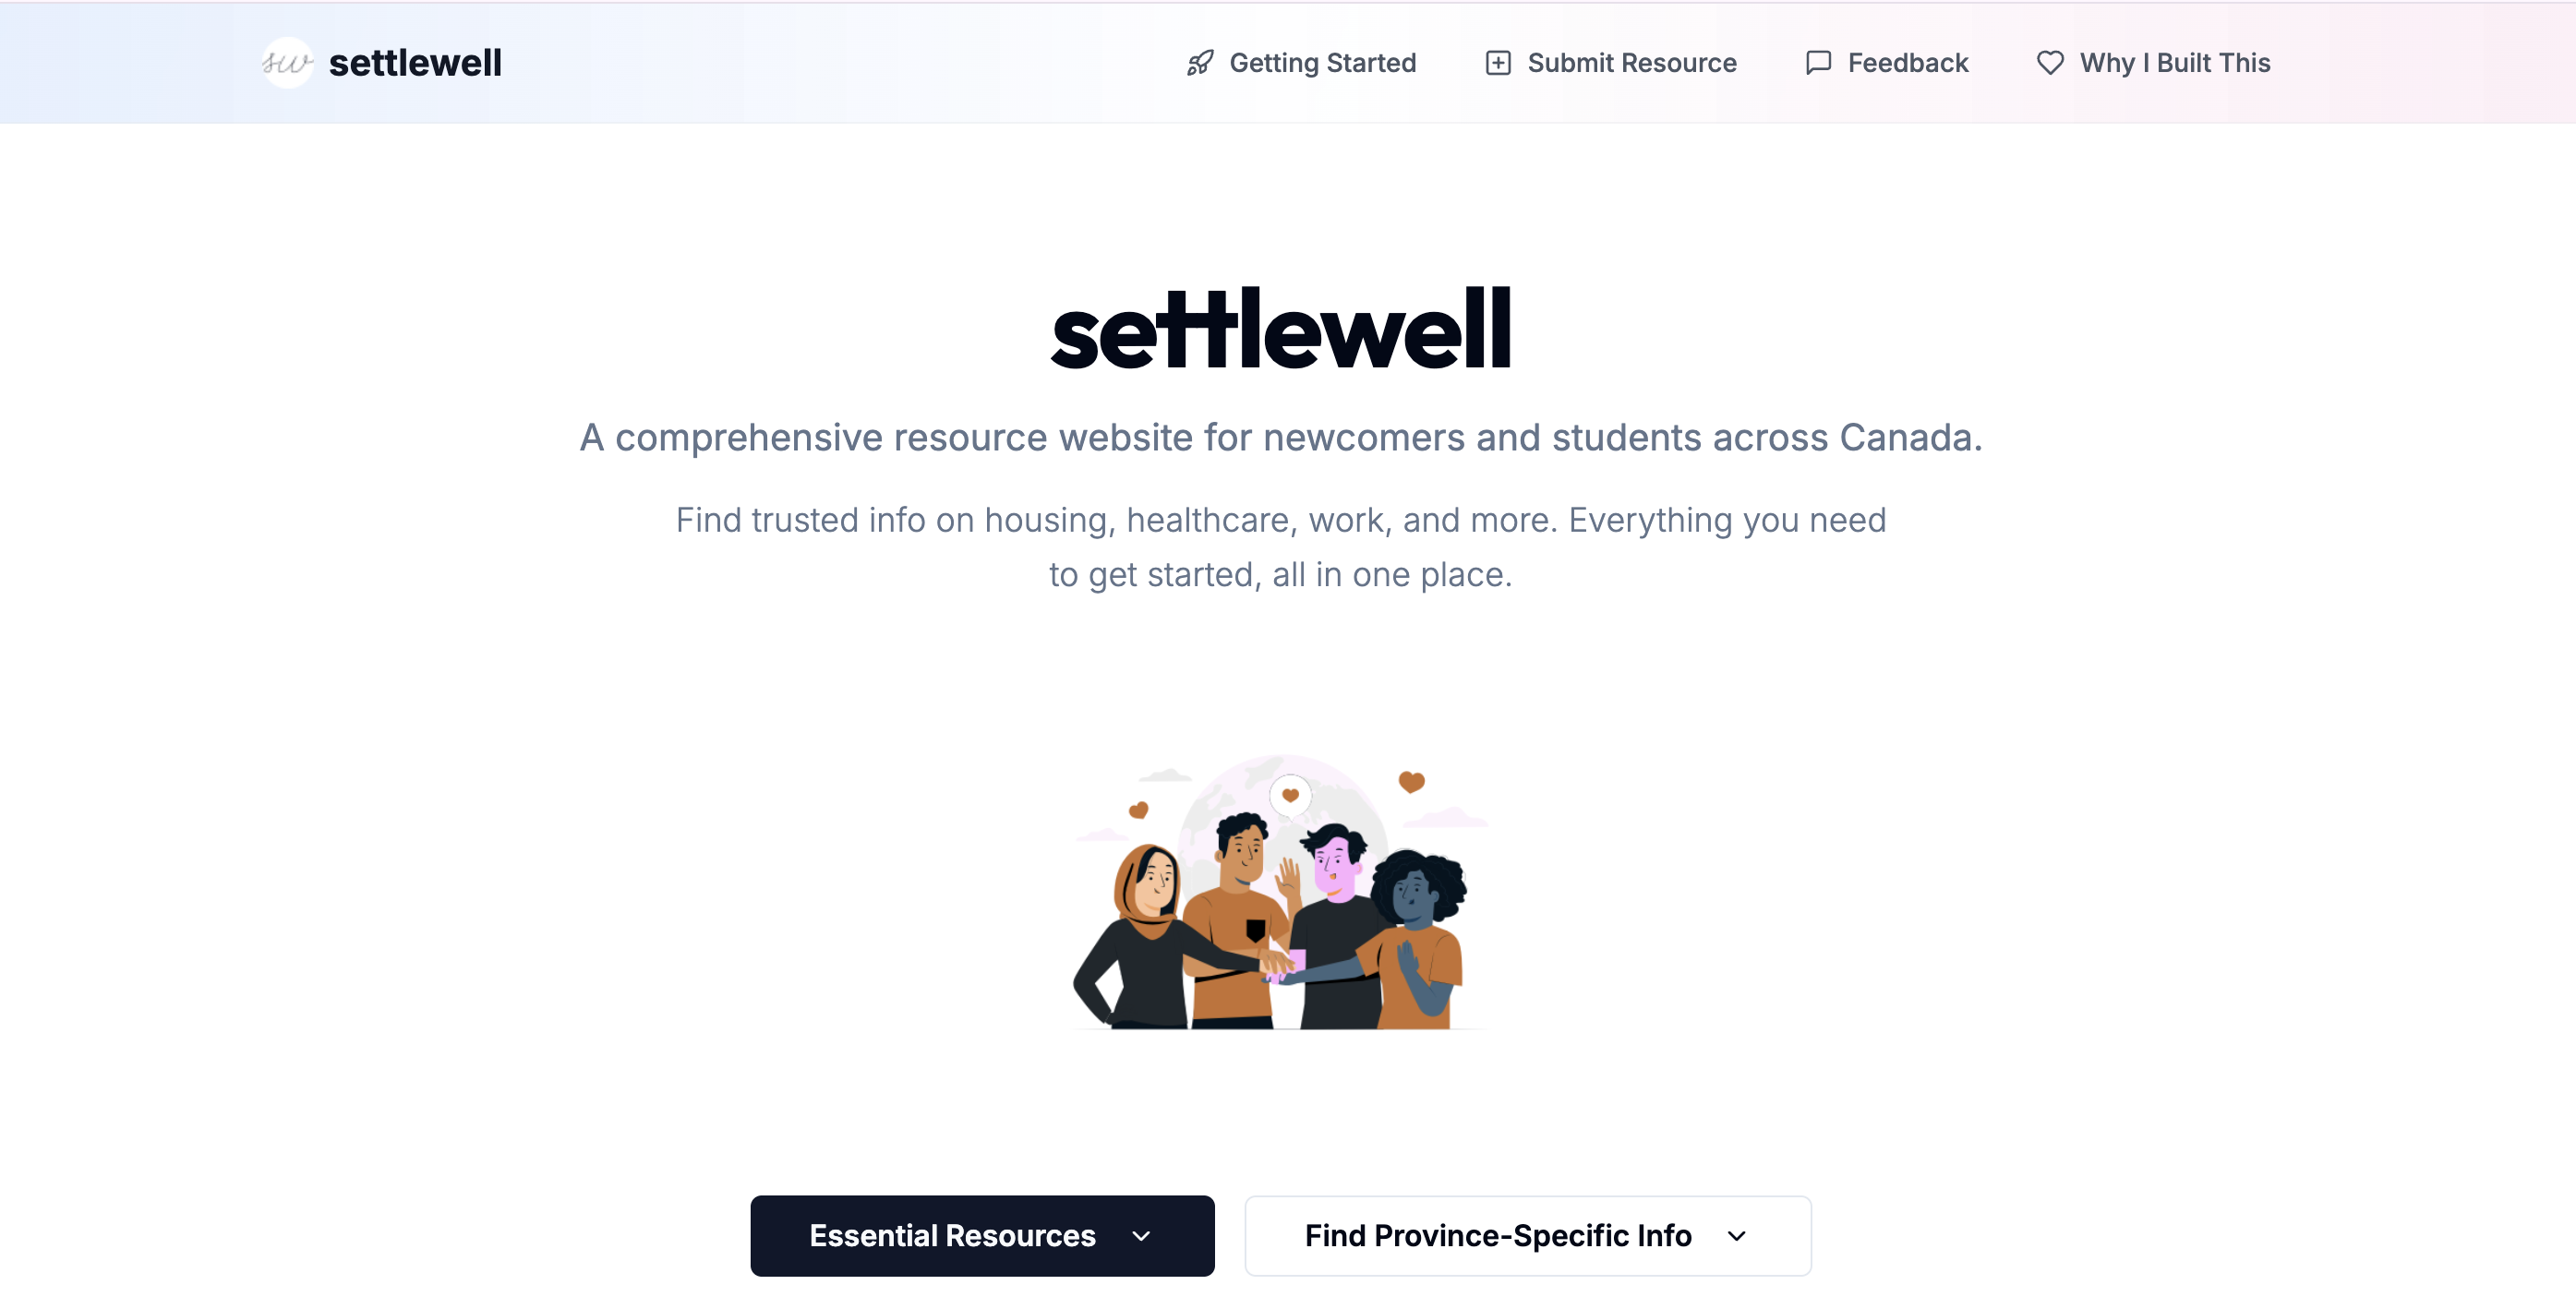 sw settlewell
Getting Started
Submit Resource
Feedback
Why I Built This
settlewell
A comprehensive resource website for newcomers and students across Canada.
Find trusted info on housing, healthcare, work, and more. Everything you need
to get started, all in one place.
Essential Resources
Find Province-Specific Info